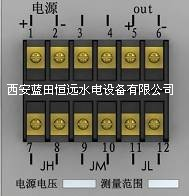 电源 out
+ - + -
1 2 3 4 5 6
西安蓝田恒远水电设备有限公司
7 8 9 10 11 12
JH JM JL
电源电压 测量范围